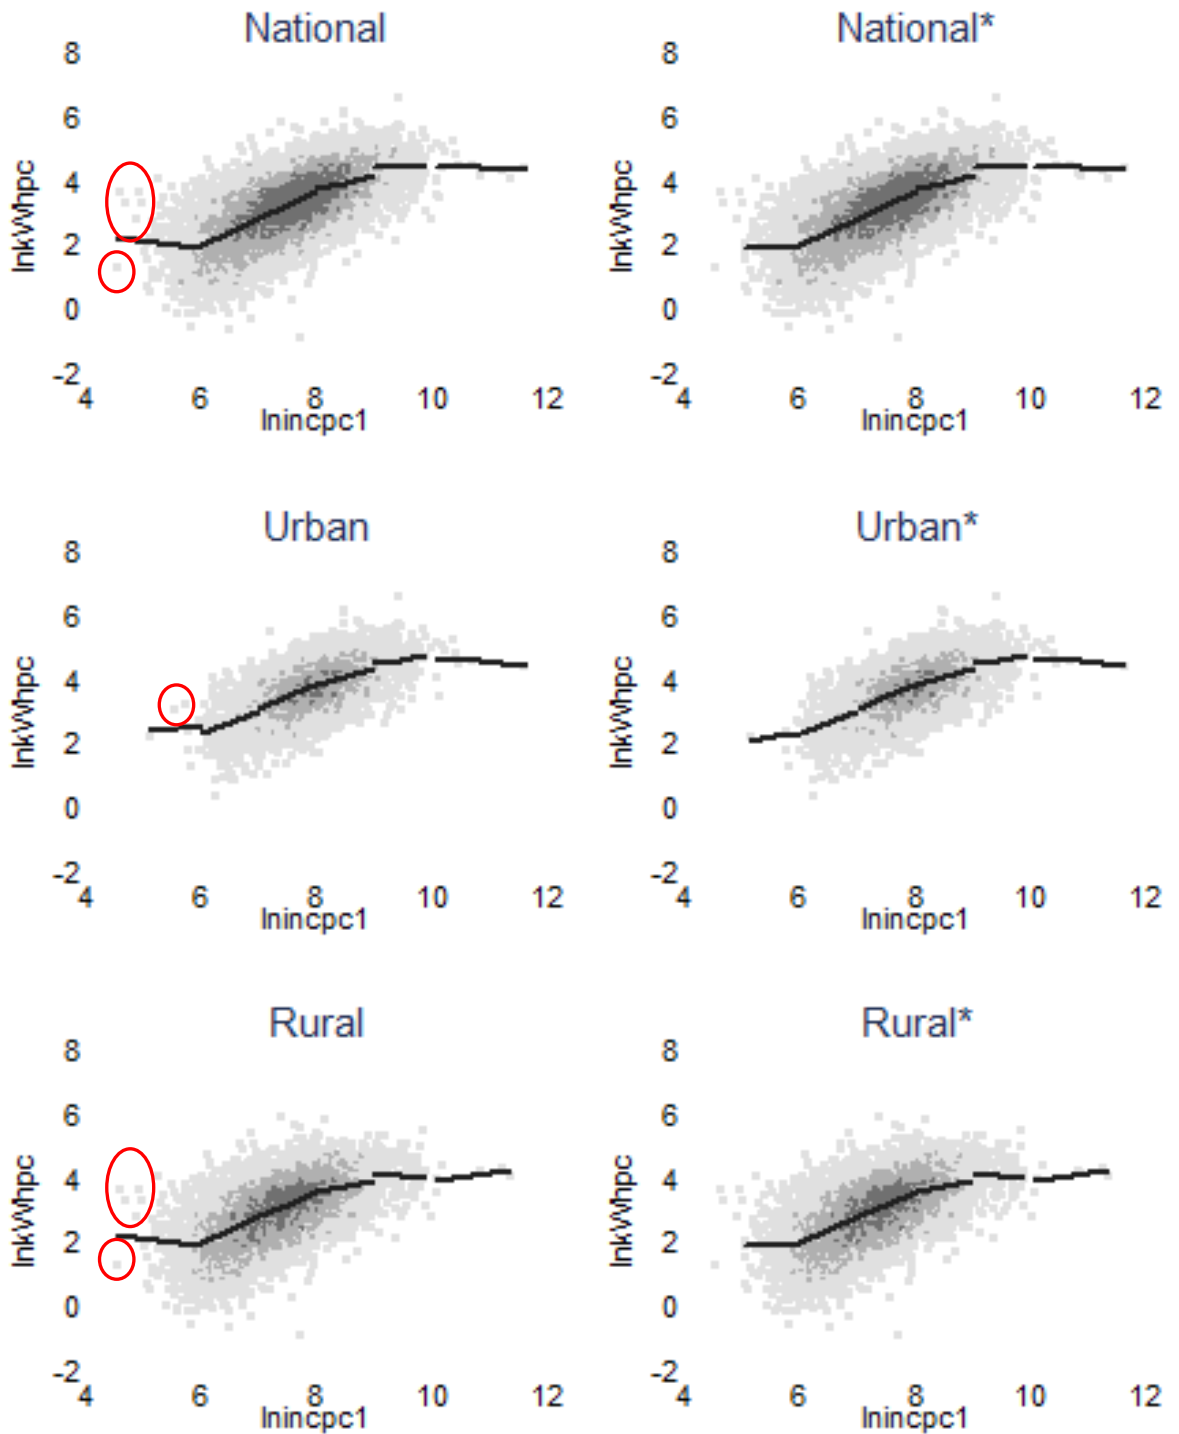 National National*
8 8
6 6
4 4
2 2
0 0
-2 -2
lnkWhpc lnkWhpc
4 6 8 10 12 4 6 8 10 12
lnincpc1 lnincpc1
Urban Urban*
8 8
6 6
4 4
2 2
0 0
-2 -2
lnkWhpc lnkWhpc
4 6 8 10 12 4 6 8 10 12
lnincpc1 lnincpc1
Rural Rural*
8 8
6 6
4 4
2 2
0 0
-2 -2
lnkWhpc lnkWhpc
4 6 8 10 12 4 6 8 10 12
lnincpc1 lnincpc1